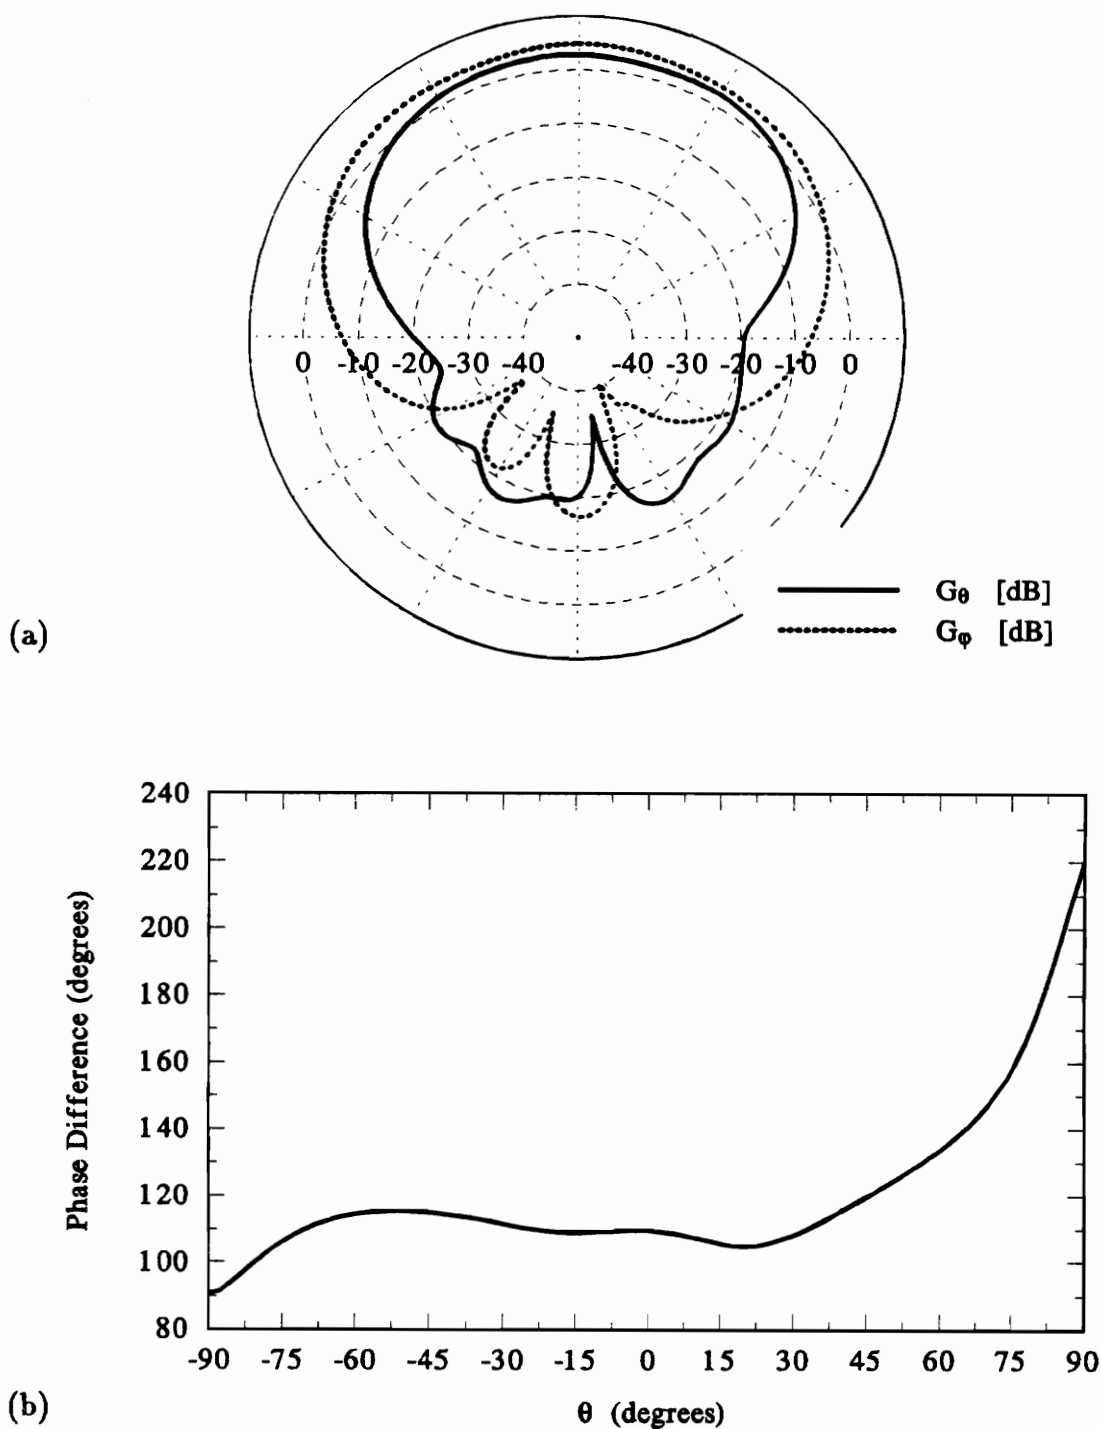 0 -10 -20 -30 -40 -40 -30 -20 -10 0
Gθ [dB]
Gφ [dB]
(a)
240
220
200
180
160
140
120
100
80
Phase Difference (degrees)
-90 -75 -60 -45 -30 -15 0 15 30 45 60 75 90
θ (degrees)
(b)